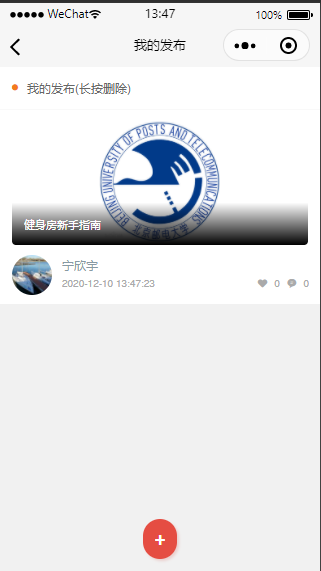 WeChat 13:47 100%
我的发布
我的发布(长按删除)
BEIJING UNIVERSITY OF POSTS AND TELECOMMUNICATIONS
北京邮电大学
健身房新手指南
宁欣宇
2020-12-10 13:47:23 0 0
+